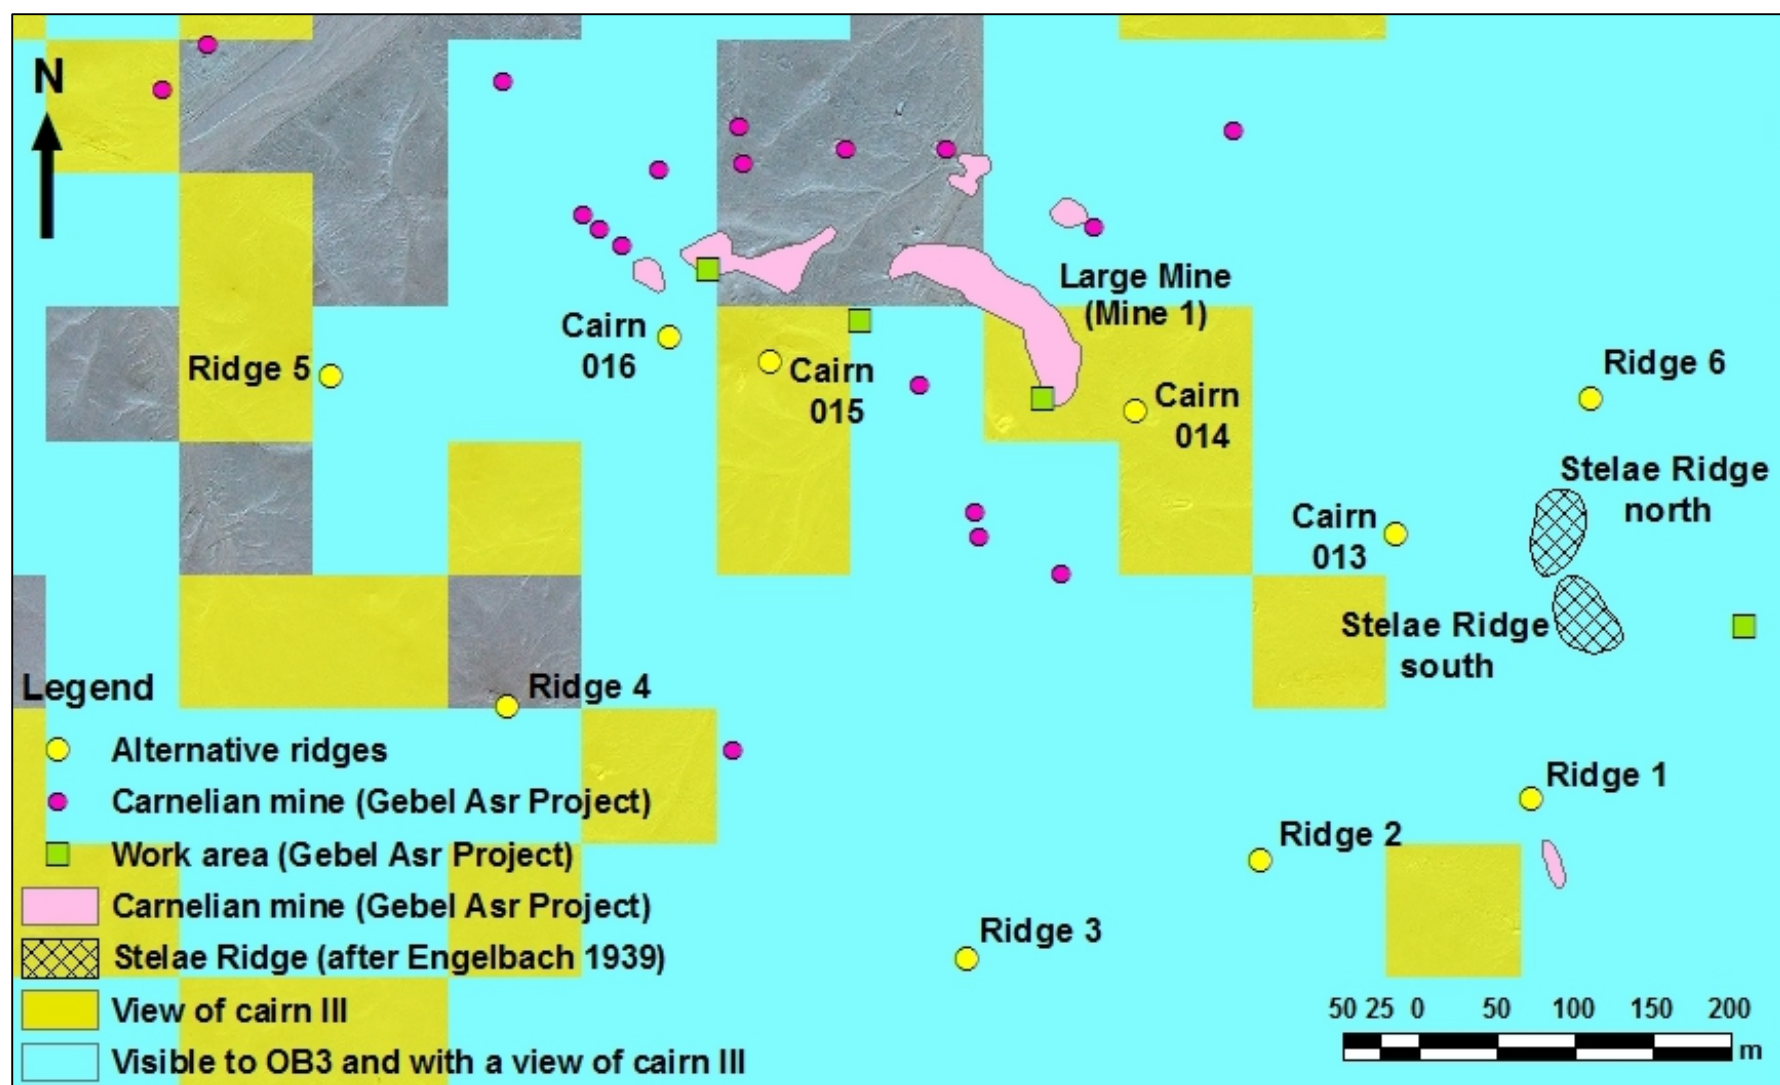 N
Large Mine
(Mine 1)
Cairn
016
Ridge 5
Cairn
015
Cairn
014
Ridge 6
Stelae Ridge
north
Cairn
013
Stelae Ridge
south
Ridge 4
Ridge 1
Ridge 2
Ridge 3
Legend
Alternative ridges
Carnelian mine (Gebel Asr Project)
Work area (Gebel Asr Project)
Carnelian mine (Gebel Asr Project)
Stelae Ridge (after Engelbach 1939)
View of cairn III
Visible to OB3 and with a view of cairn III
50 25 0 50 100 150 200
m